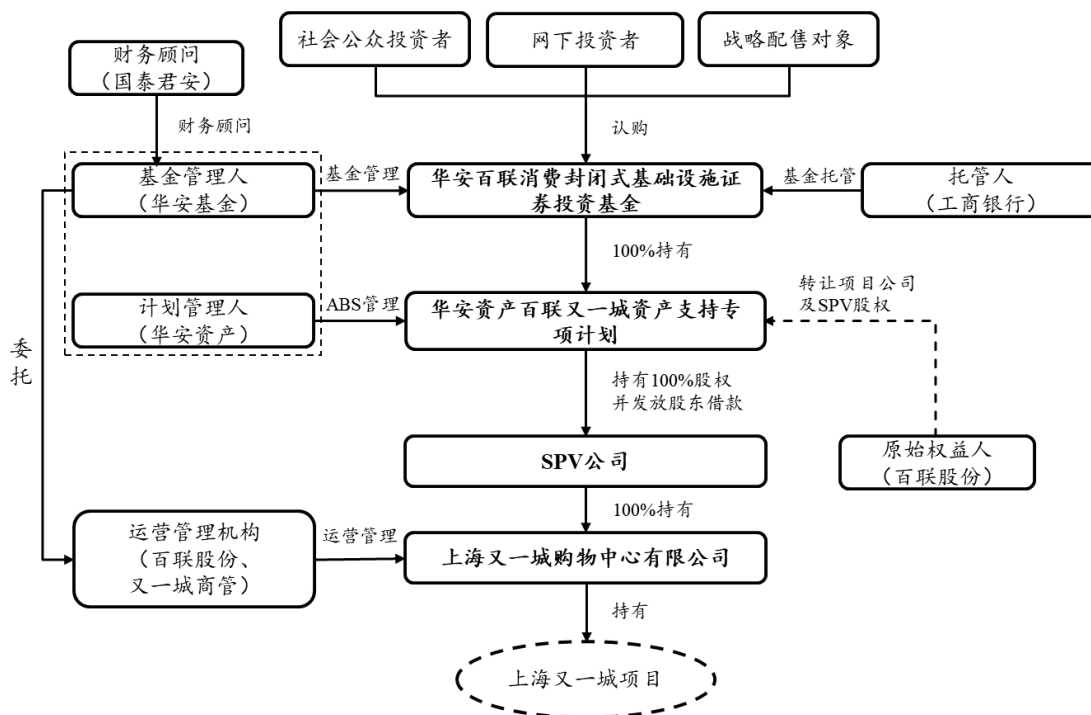 社会公众投资者
网下投资者
战略配售对象
财务顾问
（国泰君安）
财务顾问
认购
基金管理人
（华安基金）
基金管理
华安百联消费封闭式基础设施证
券投资基金
基金托管
托管人
（工商银行）
100%持有
转让项目公司
及SPV股权
计划管理人
（华安资产）
ABS管理
华安资产百联又一城资产支持专
项计划
委托
持有100%股权
并发放股东借款
SPV公司
原始权益人
（百联股份）
100%持有
运营管理机构
（百联股份、
又一城商管）
运营管理
上海又一城购物中心有限公司
持有
上海又一城项目